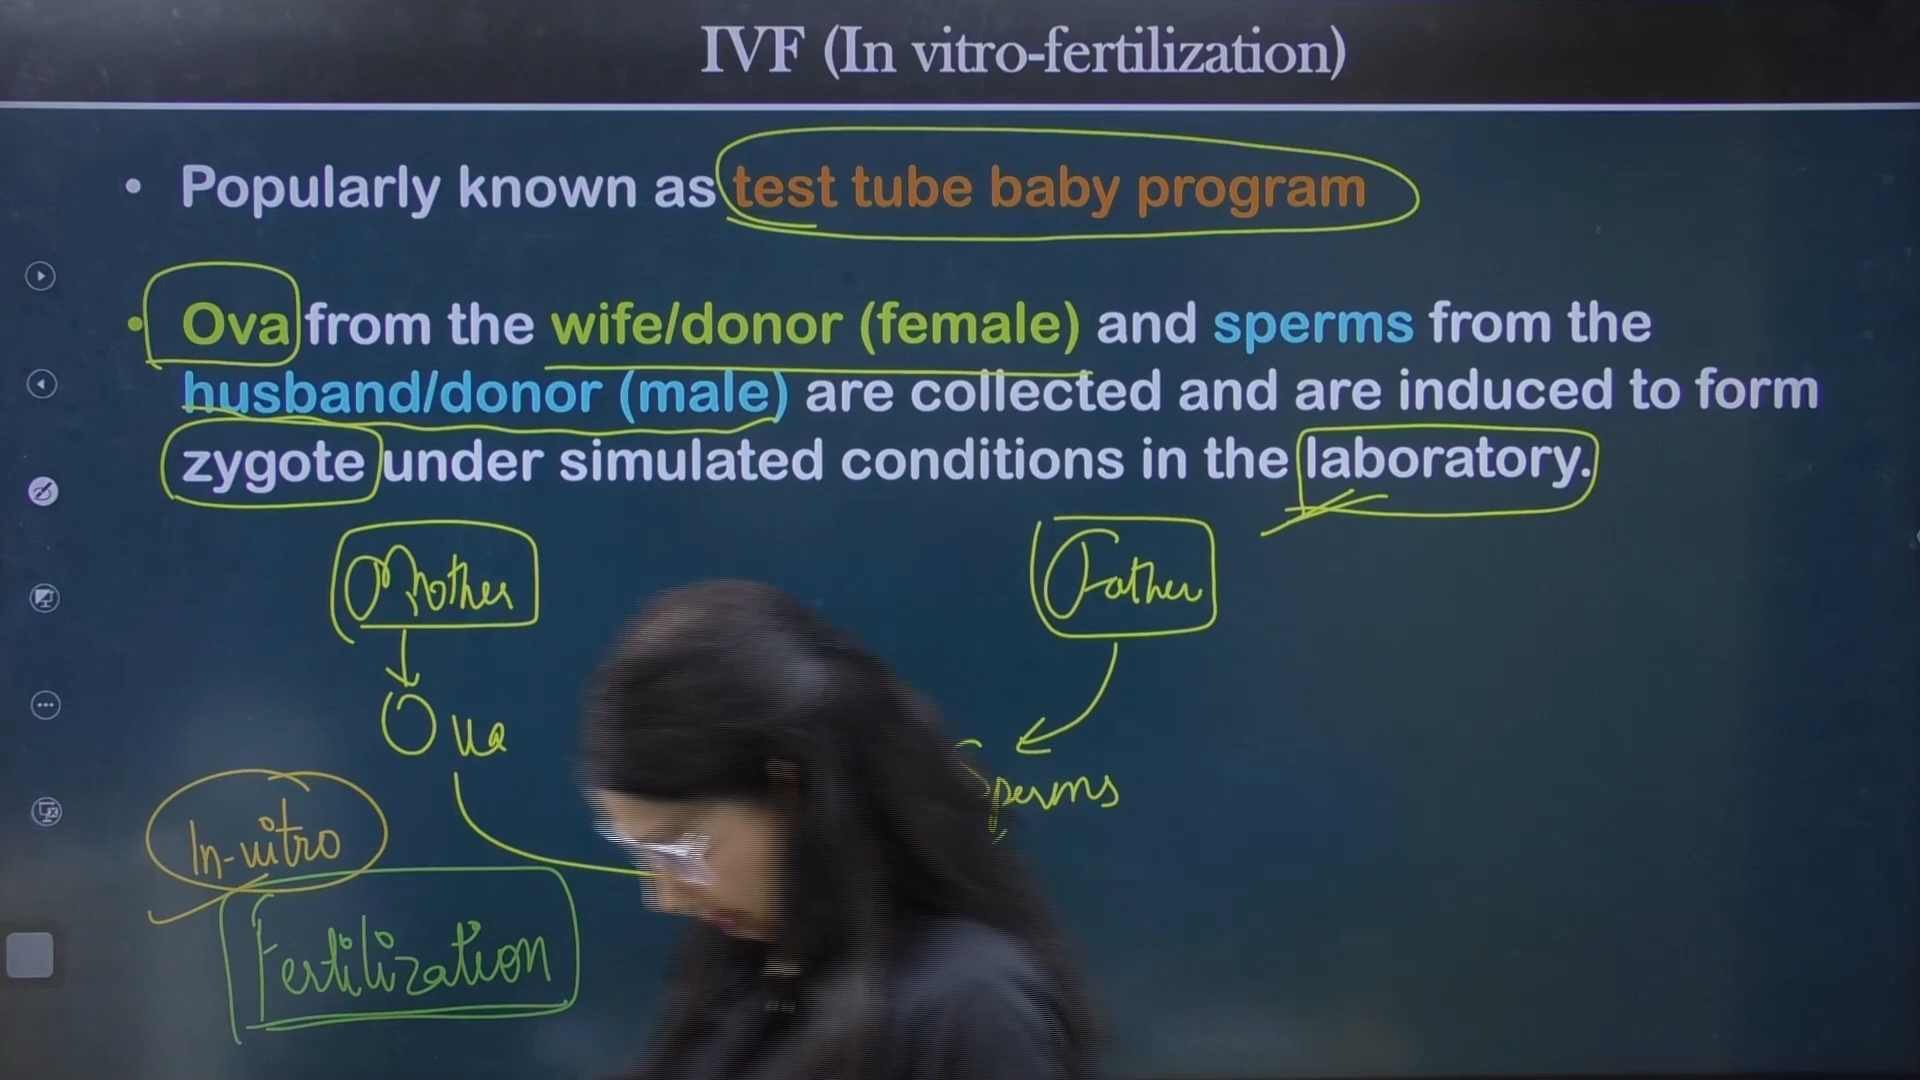 IVF (In vitro-fertilization)
• Popularly known as test tube baby program
• Ova from the wife/donor (female) and sperms from the
husband/donor (male) are collected and are induced to form
zygote under simulated conditions in the laboratory.
Mother
Father
Ova
Sperms
In-vitro
Fertilization